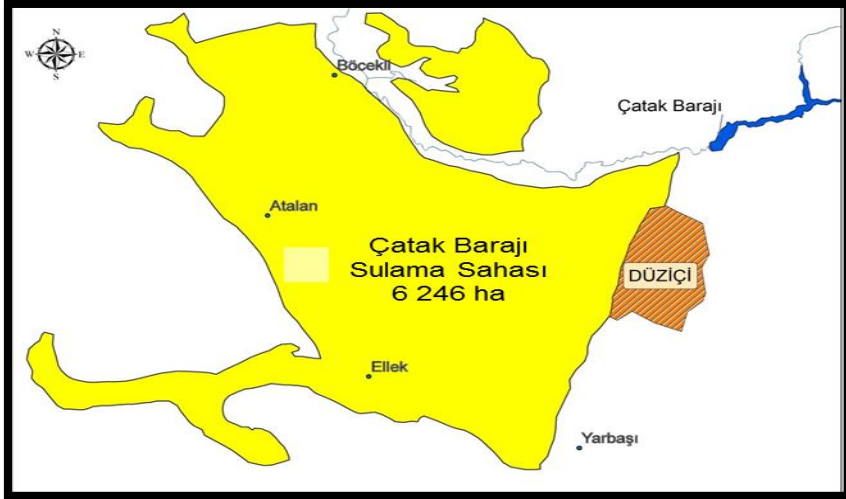 N
W E
S
Böcekli
Çatak Barajı
Atalan
Çatak Barajı
Sulama Sahası
6 246 ha
DÜZİÇİ
Ellek
Yarbaşı